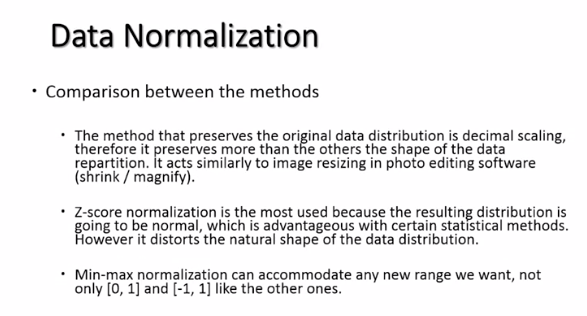 Data Normalization
• Comparison between the methods
• The method that preserves the original data distribution is decimal scaling,
therefore it preserves more than the others the shape of the data
repartition. It acts similarly to image resizing in photo editing software
(shrink / magnify).
• Z-score normalization is the most used because the resulting distribution is
going to be normal, which is advantageous with certain statistical methods.
However it distorts the natural shape of the data distribution.
• Min-max normalization can accommodate any new range we want, not
only [0, 1] and [-1, 1] like the other ones.